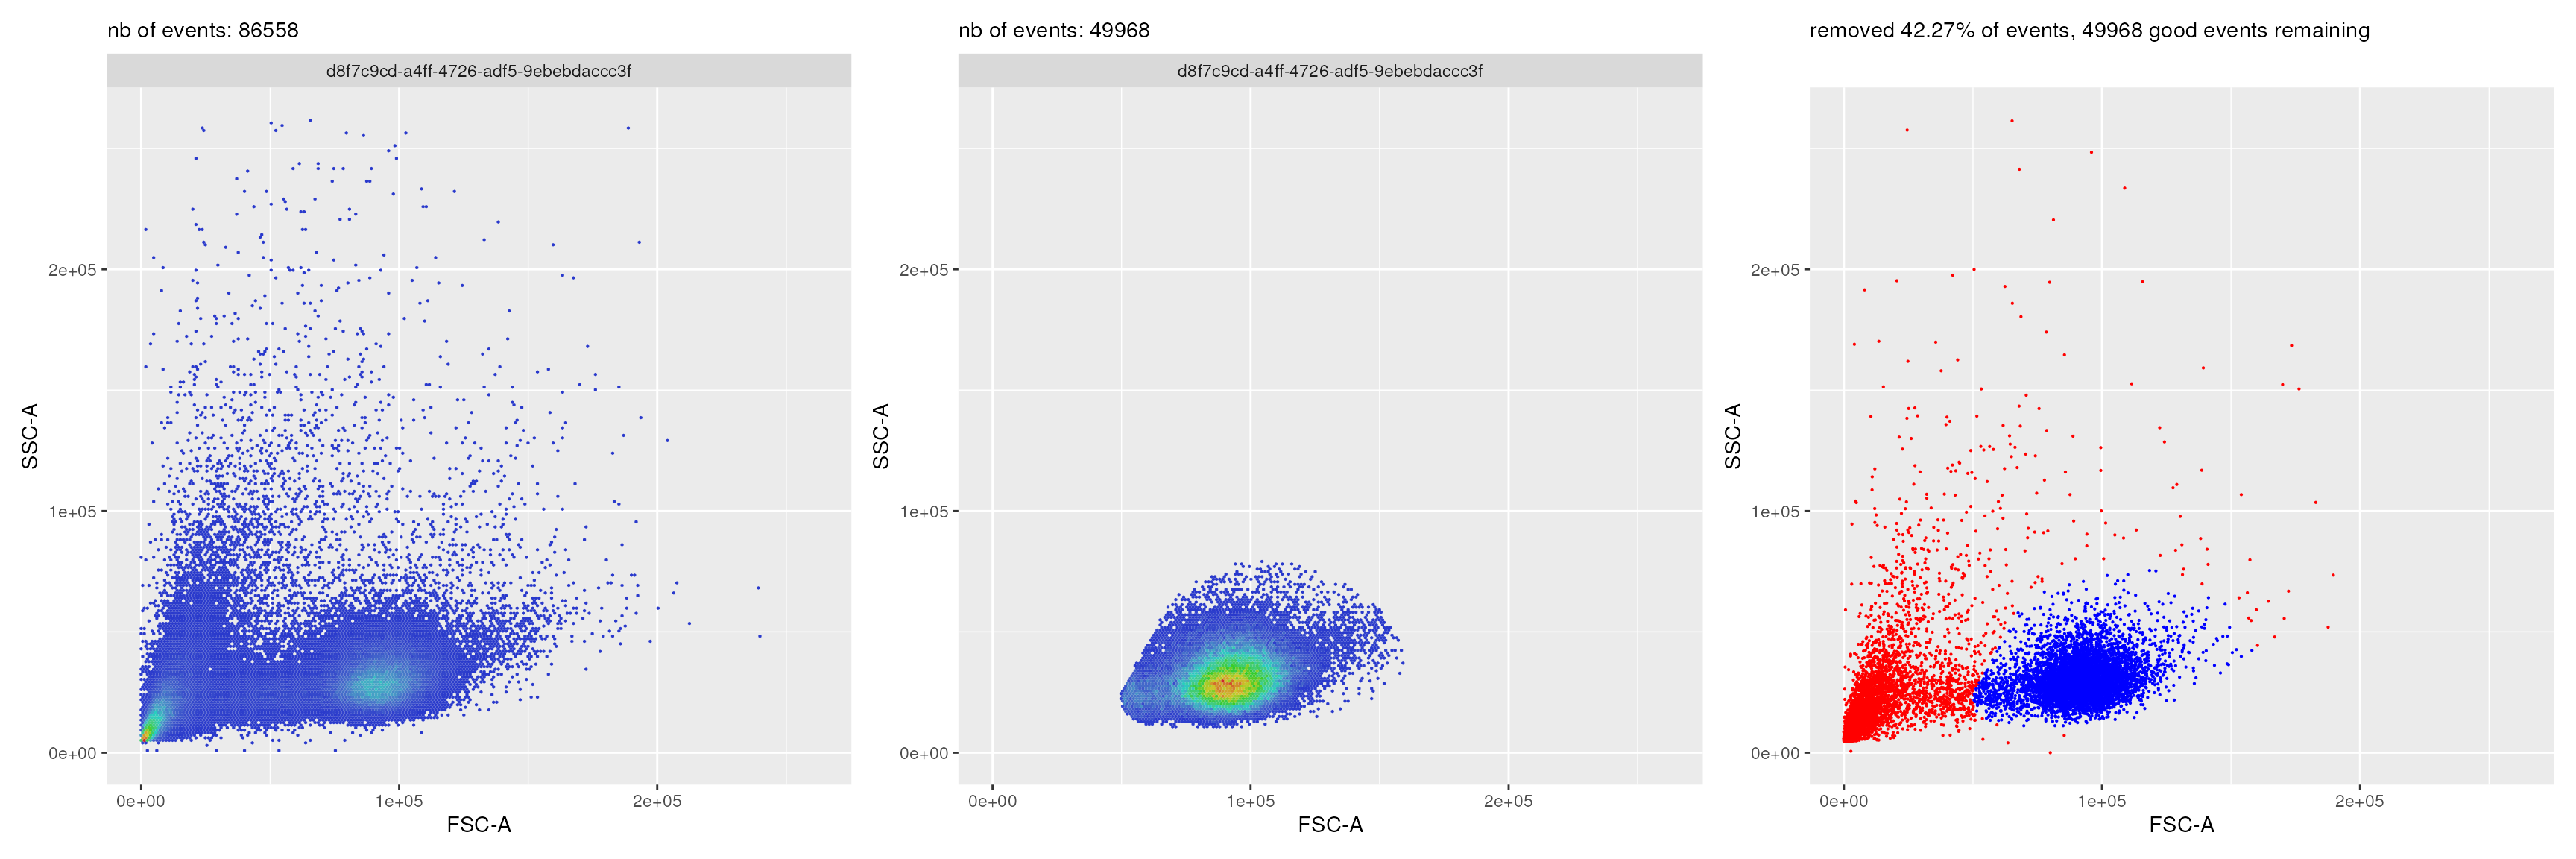 nb of events: 86558
d8f7c9cd-a4ff-4726-adf5-9ebebdaccc3f
SSC-A
2e+05
1e+05
0e+00
0e+00 1e+05 2e+05
FSC-A
nb of events: 49968
d8f7c9cd-a4ff-4726-adf5-9ebebdaccc3f
SSC-A
2e+05
1e+05
0e+00
0e+00 1e+05 2e+05
FSC-A
removed 42.27% of events, 49968 good events remaining
SSC-A
2e+05
1e+05
0e+00
0e+00 1e+05 2e+05
FSC-A